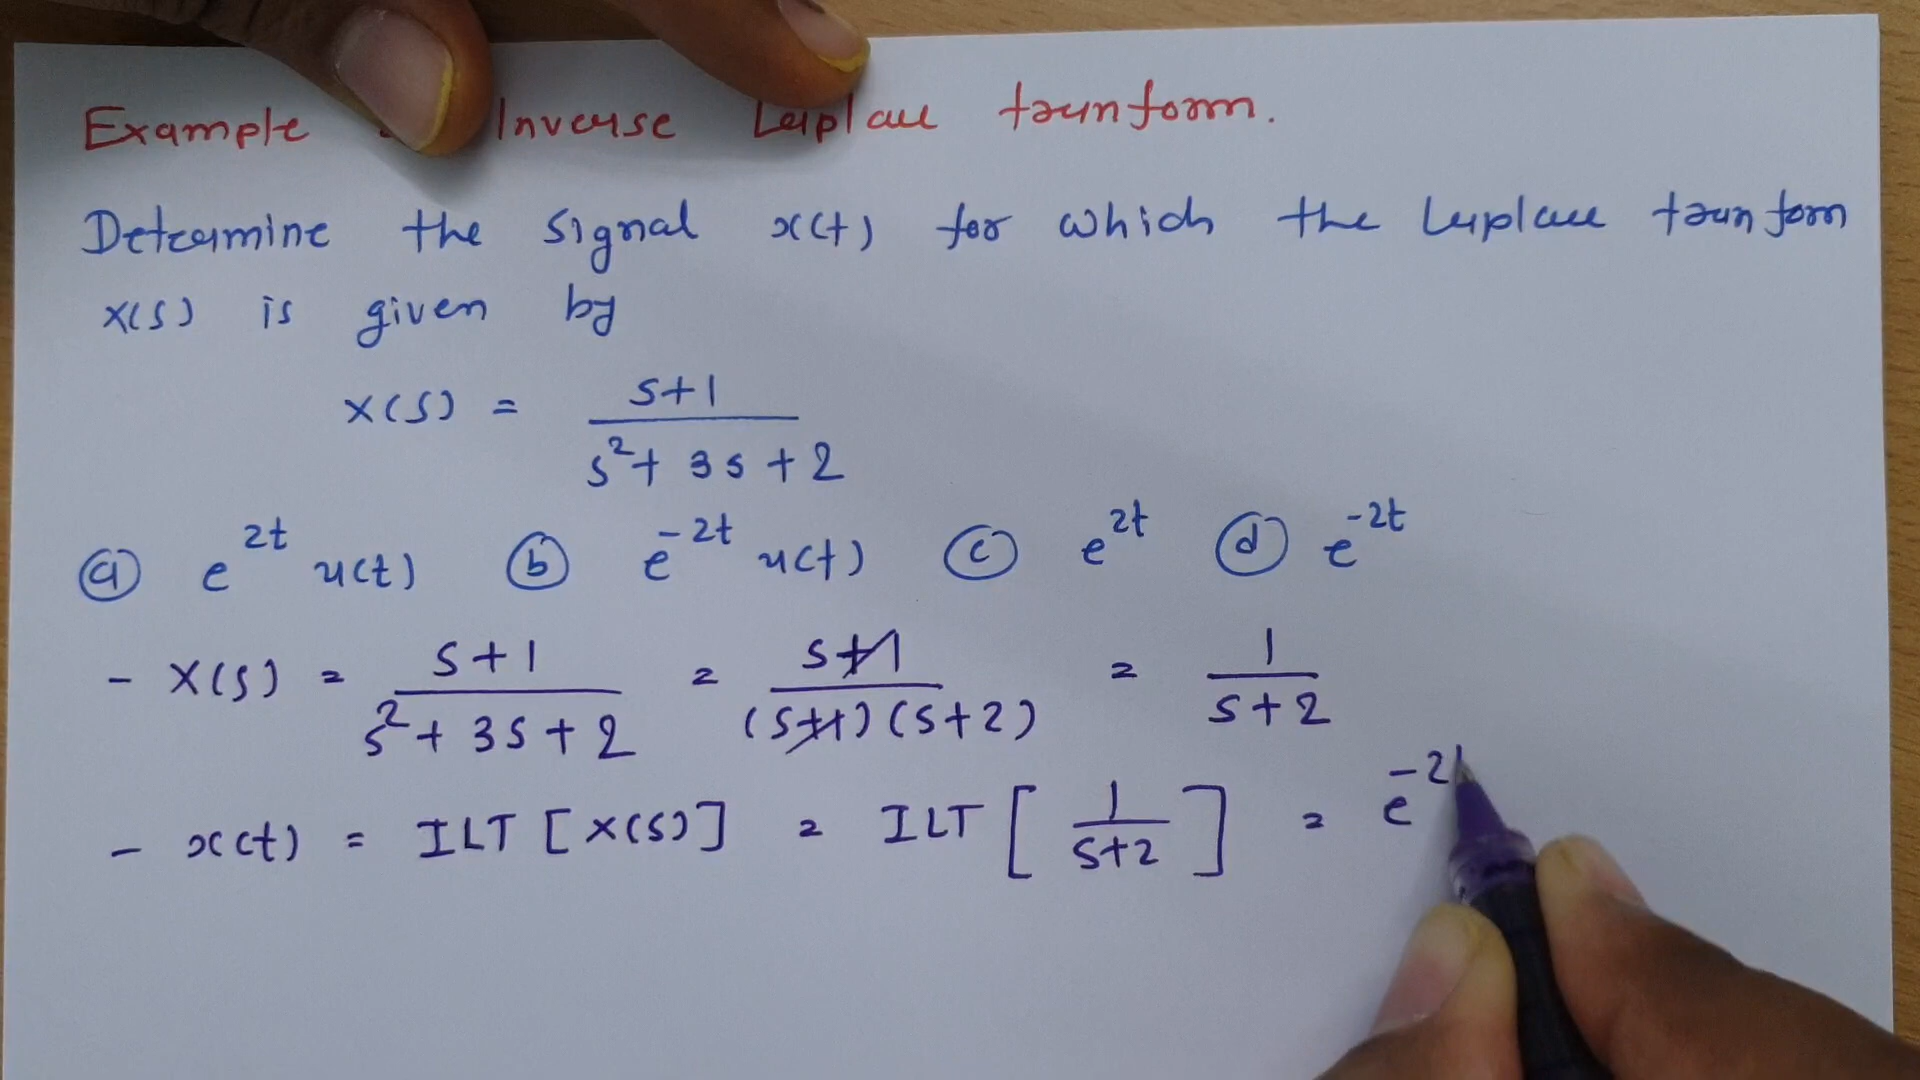 Example Inverse Laplace transform.
Determine the signal x(t) for which the Laplace transform
X(s) is given by
X(s) = s+1 / s²+3s+2
(a) e^2t u(t) (b) e^-2t u(t) (c) e^2t (d) e^-2t
- X(s) = s+1 / s²+3s+2 = s+1 / (s+1)(s+2) = 1 / s+2
- x(t) = ILT [X(s)] = ILT [1 / s+2] = e^-2